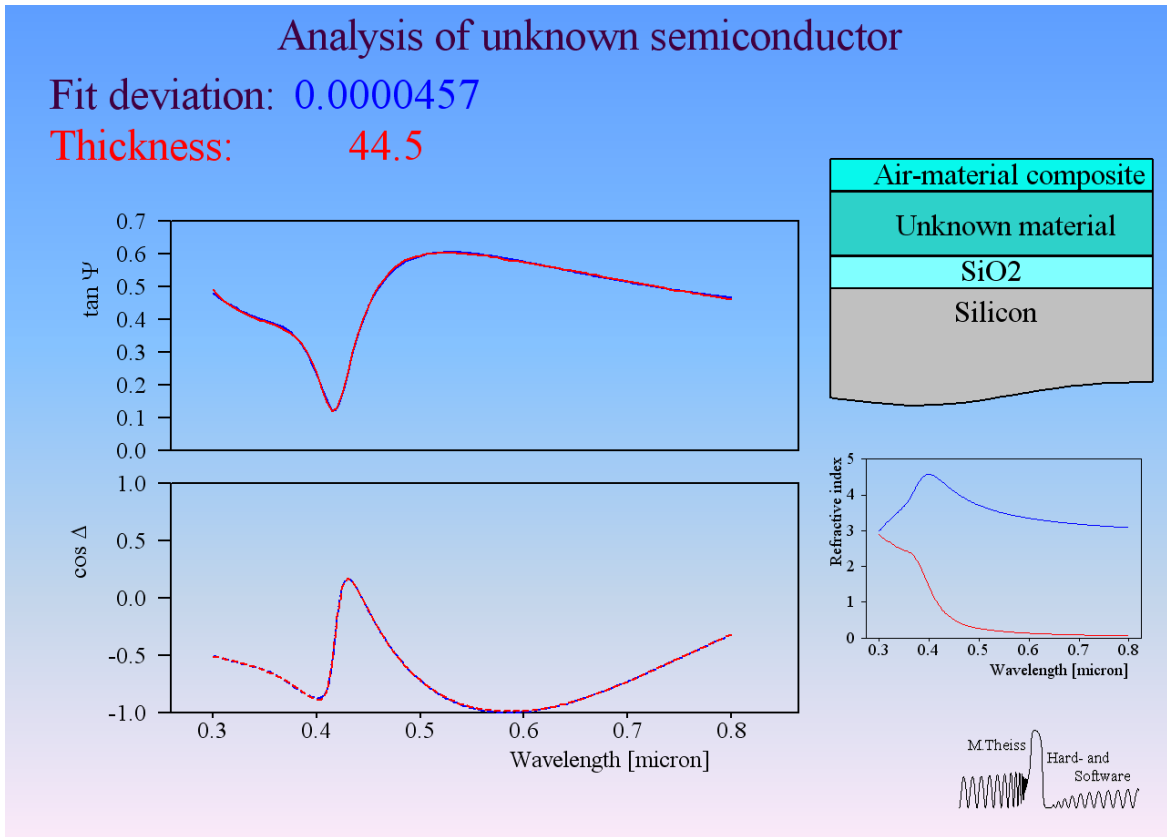 Analysis of unknown semiconductor
Fit deviation: 0.0000457
Thickness: 44.5
Air-material composite
Unknown material
SiO2
Silicon
tan Ψ
0.7
0.6
0.5
0.4
0.3
0.2
0.1
0.0
cos Δ
1.0
0.5
0.0
-0.5
-1.0
0.3 0.4 0.5 0.6 0.7 0.8
Wavelength [micron]
Refractive index
5
4
3
2
1
0
0.3 0.4 0.5 0.6 0.7 0.8
Wavelength [micron]
M.Theiss
Hard- and
Software